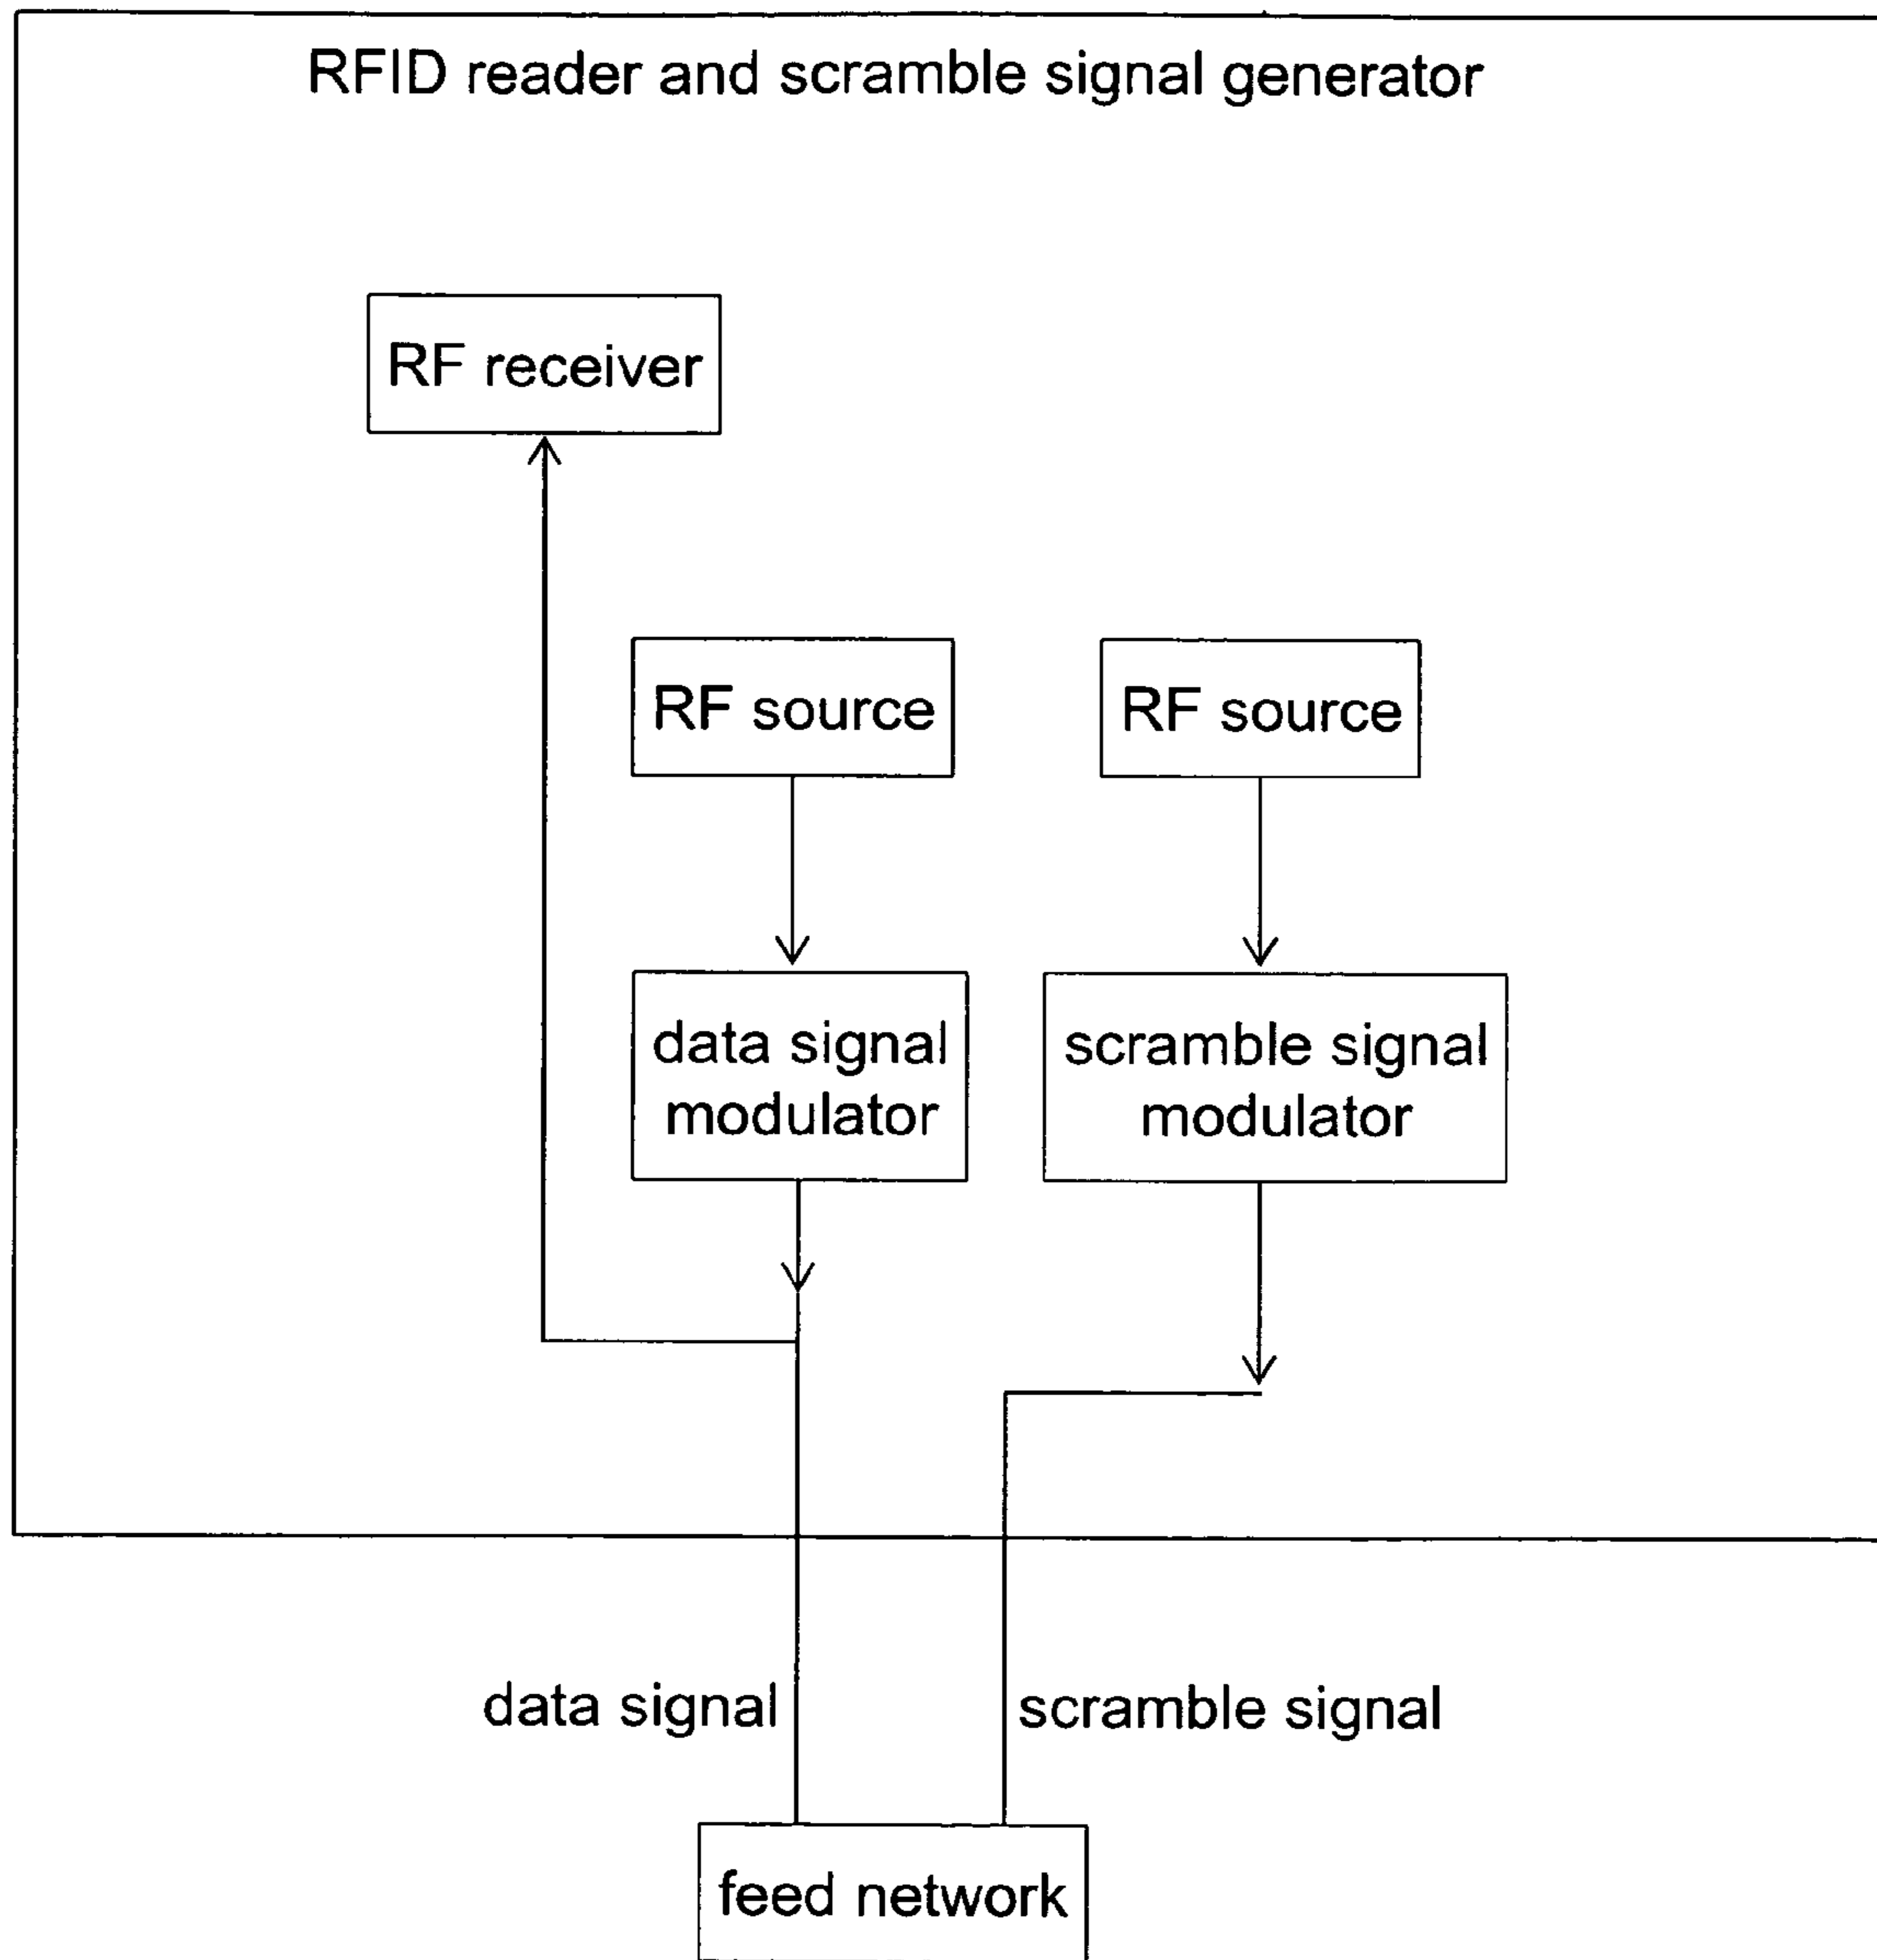 RFID reader and scramble signal generator
RF receiver
RF source
RF source
data signal
modulator
scramble signal
modulator
data signal
scramble signal
feed network